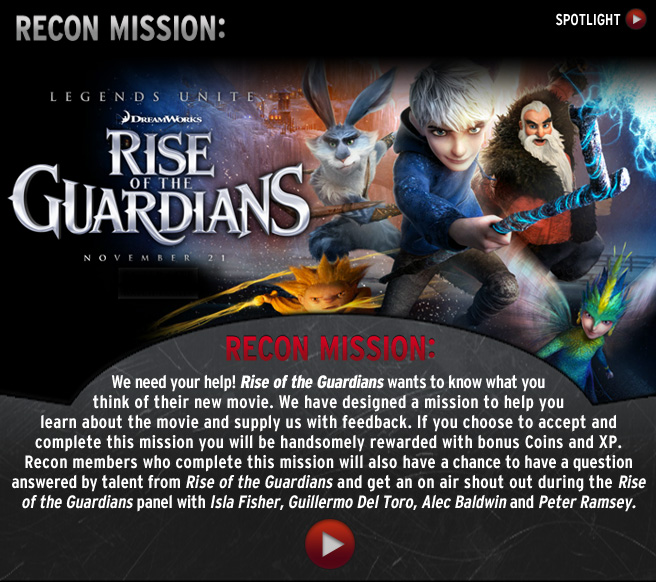 RECON MISSION:
SPOTLIGHT
LEGENDS UNITE
DREAMWORKS
RISE
OF THE
GUARDIANS
NOVEMBER 21
RECON MISSION:
We need your help! Rise of the Guardians wants to know what you
think of their new movie. We have designed a mission to help you
learn about the movie and supply us with feedback. If you choose to accept and
complete this mission you will be handsomely rewarded with bonus Coins and XP.
Recon members who complete this mission will also have a chance to have a question
answered by talent from Rise of the Guardians and get an on air shout out during the Rise
of the Guardians panel with Isla Fisher, Guillermo Del Toro, Alec Baldwin and Peter Ramsey.